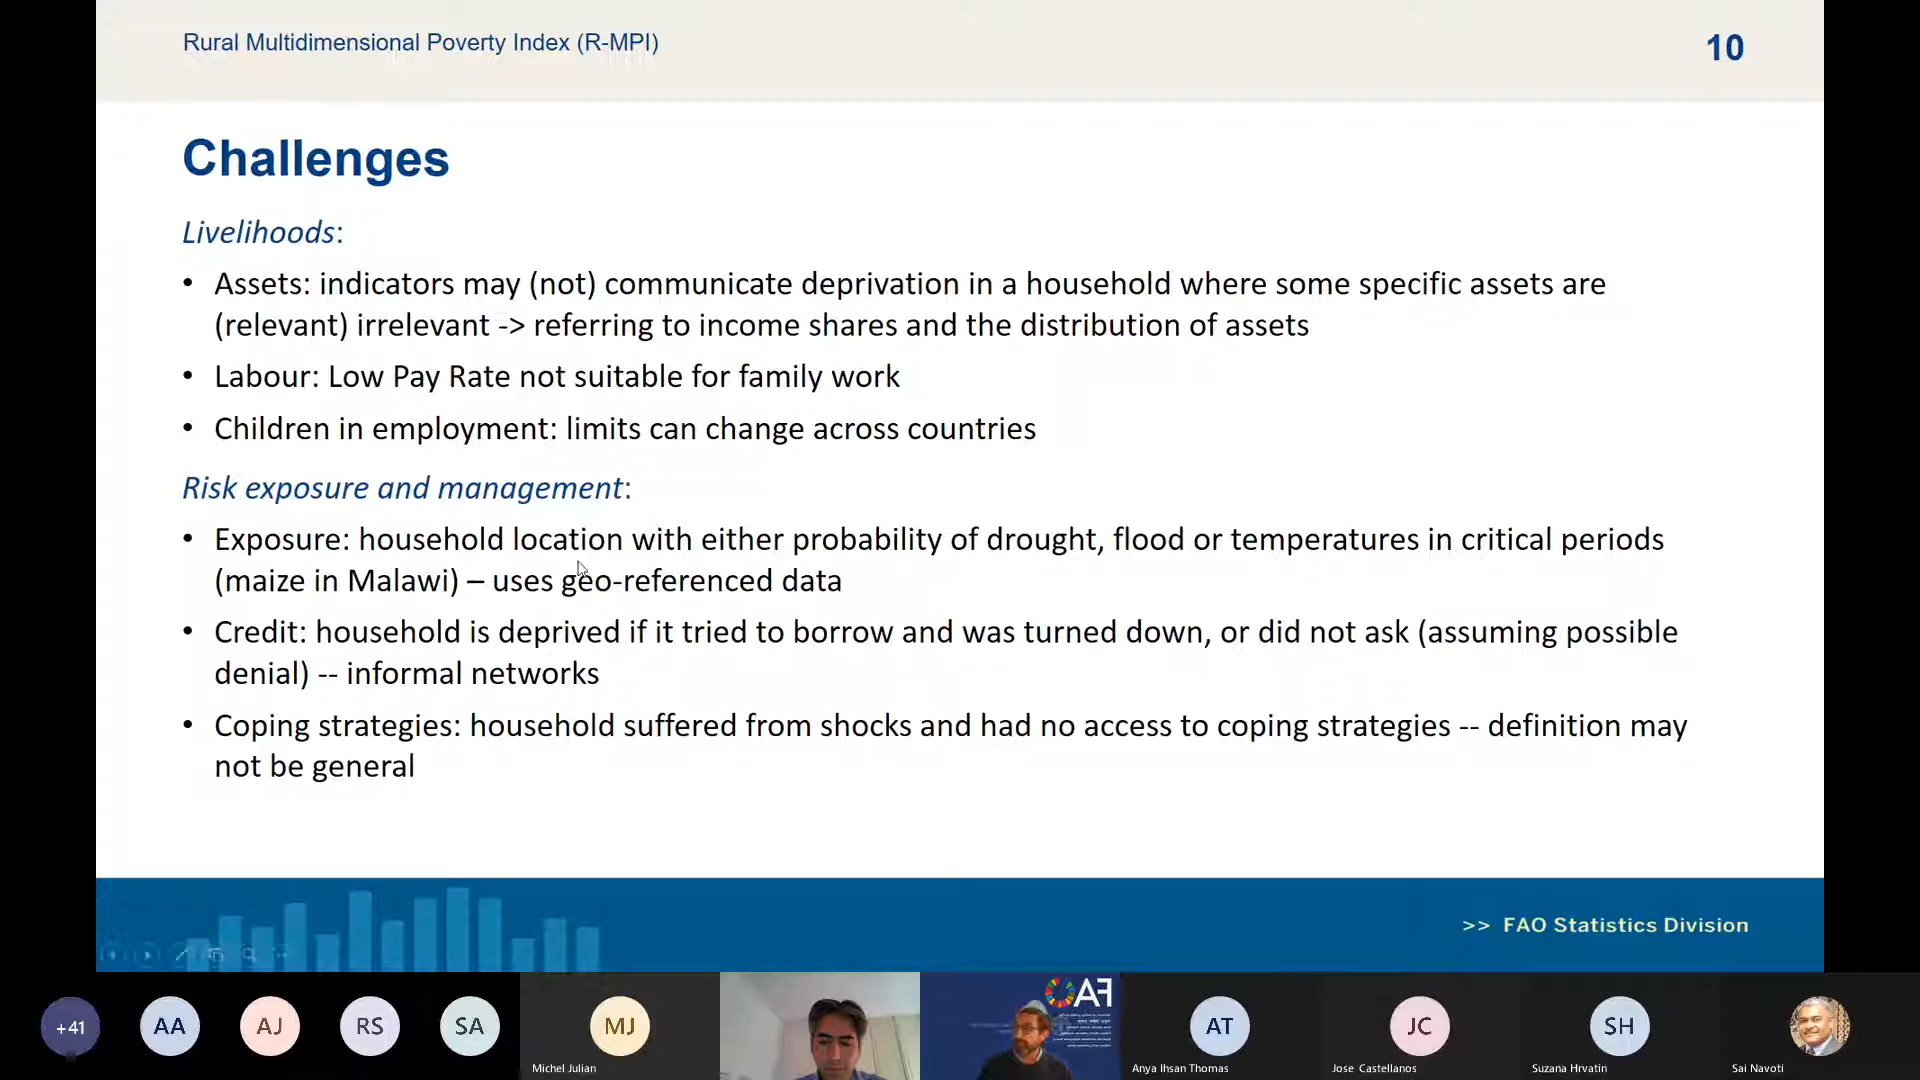 Rural Multidimensional Poverty Index (R-MPI)
10
Challenges
Livelihoods:
• Assets: indicators may (not) communicate deprivation in a household where some specific assets are
(relevant) irrelevant -> referring to income shares and the distribution of assets
• Labour: Low Pay Rate not suitable for family work
• Children in employment: limits can change across countries
Risk exposure and management:
• Exposure: household location with either probability of drought, flood or temperatures in critical periods
(maize in Malawi) – uses geo-referenced data
• Credit: household is deprived if it tried to borrow and was turned down, or did not ask (assuming possible
denial) -- informal networks
• Coping strategies: household suffered from shocks and had no access to coping strategies -- definition may
not be general
>> FAO Statistics Division
+41
AA
AJ
RS
SA
MJ
Michel Julian
AT
Anya Ihsan Thomas
JC
Jose Castellanos
SH
Suzana Hrvatin
Sai Navoti